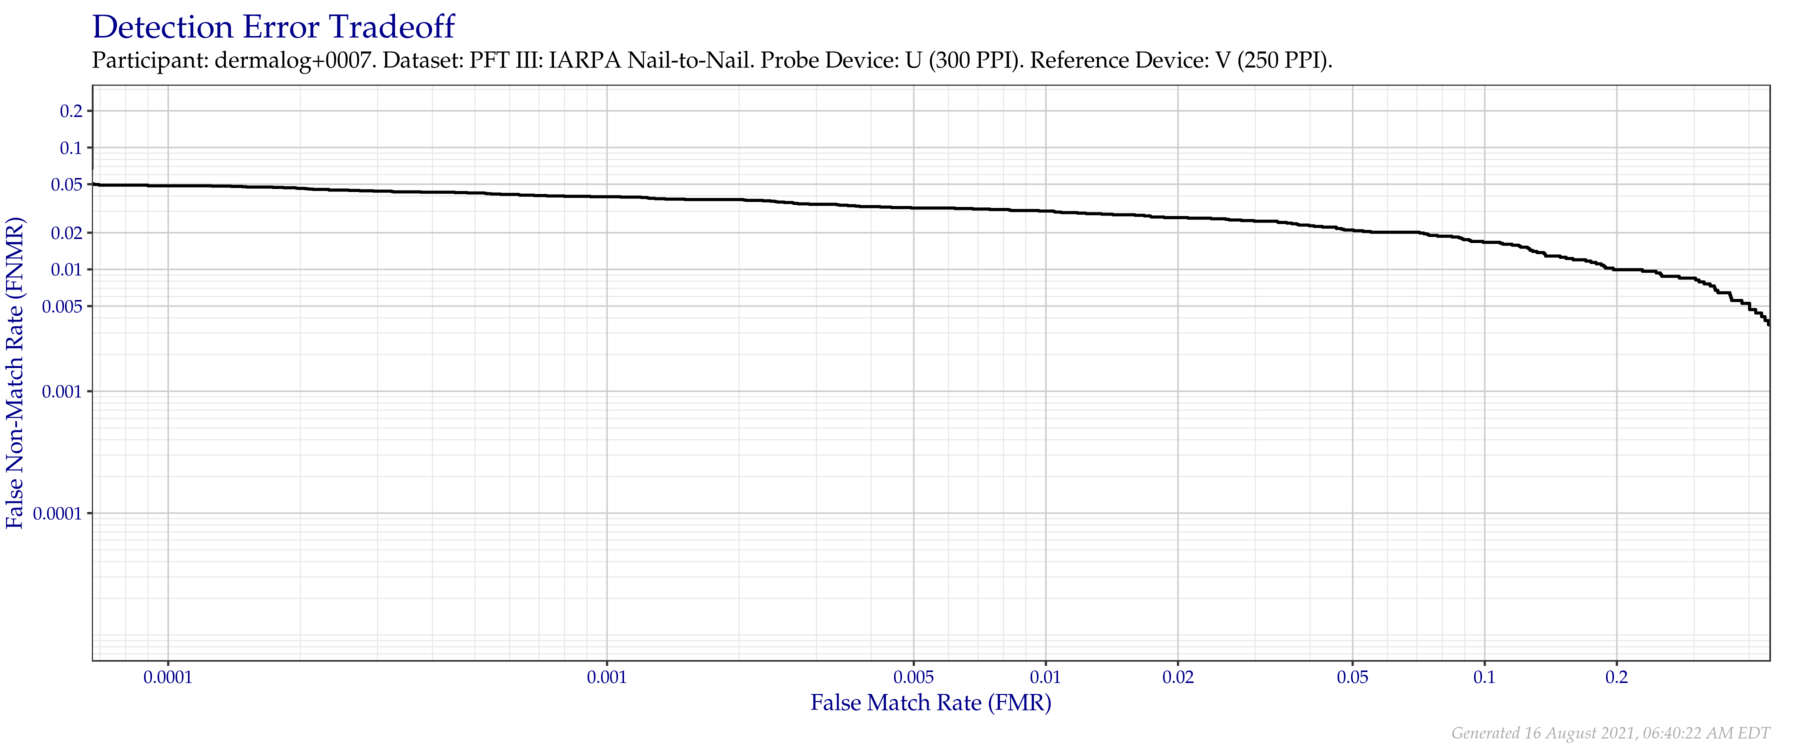 Detection Error Tradeoff
Participant: dermalog+0007. Dataset: PFT III: IARPA Nail-to-Nail. Probe Device: U (300 PPI). Reference Device: V (250 PPI).
False Non-Match Rate (FNMR)
0.2
0.1
0.05
0.02
0.01
0.005
0.001
0.0001
0.0001 0.001 0.005 0.01 0.02 0.05 0.1 0.2
False Match Rate (FMR)
Generated 16 August 2021, 06:40:22 AM EDT